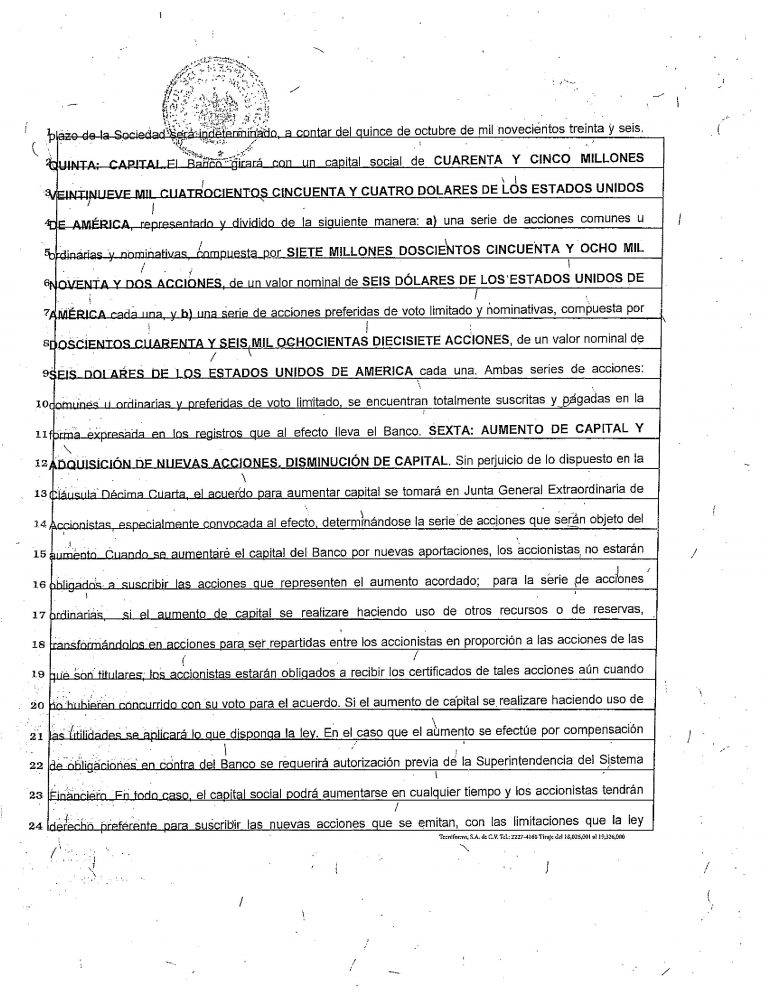 plazo de la Sociedad será indeterminado, a contar del quince de octubre de mil novecientos treinta y seis.
2 QUINTA: CAPITAL. El Banco girará con un capital social de CUARENTA Y CINCO MILLONES
3 VEINTINUEVE MIL CUATROCIENTOS CINCUENTA Y CUATRO DOLARES DE LOS ESTADOS UNIDOS
4 DE AMÉRICA, representado y dividido de la siguiente manera: a) una serie de acciones comunes u
5 ordinarias y nominativas, compuesta por SIETE MILLONES DOSCIENTOS CINCUENTA Y OCHO MIL
6 NOVENTA Y DOS ACCIONES, de un valor nominal de SEIS DÓLARES DE LOS ESTADOS UNIDOS DE
7 AMÉRICA cada una, y b) una serie de acciones preferidas de voto limitado y nominativas, compuesta por
8 DOSCIENTOS CUARENTA Y SEIS MIL OCHOCIENTAS DIECISIETE ACCIONES, de un valor nominal de
9 SEIS DOLARES DE LOS ESTADOS UNIDOS DE AMERICA cada una. Ambas series de acciones:
10 comunes u ordinarias y preferidas de voto limitado, se encuentran totalmente suscritas y pagadas en la
11 forma expresada en los registros que al efecto lleva el Banco. SEXTA: AUMENTO DE CAPITAL Y
12 ADQUISICIÓN DE NUEVAS ACCIONES. DISMINUCIÓN DE CAPITAL. Sin perjuicio de lo dispuesto en la
13 Cláusula Décima Cuarta, el acuerdo para aumentar capital se tomará en Junta General Extraordinaria de
14 Accionistas, especialmente convocada al efecto, determinándose la serie de acciones que serán objeto del
15 aumento. Cuando se aumentare el capital del Banco por nuevas aportaciones, los accionistas no estarán
16 obligados a suscribir las acciones que representen el aumento acordado; para la serie de acciones
17 ordinarias, si el aumento de capital se realizare haciendo uso de otros recursos o de reservas,
18 transformándolos en acciones para ser repartidas entre los accionistas en proporción a las acciones de las
19 que son titulares, los accionistas estarán obligados a recibir los certificados de tales acciones aún cuando
20 no hubieren concurrido con su voto para el acuerdo. Si el aumento de capital se realizare haciendo uso de
21 las utilidades se aplicará lo que disponga la ley. En el caso que el aumento se efectúe por compensación
22 de obligaciones en contra del Banco se requerirá autorización previa de la Superintendencia del Sistema
23 Financiero. En todo caso, el capital social podrá aumentarse en cualquier tiempo y los accionistas tendrán
24 derecho preferente para suscribir las nuevas acciones que se emitan, con las limitaciones que la ley
Tecniforms, S.A. de C.V. Tel.: 2227-4161 Tiraje del 18,026,001 al 19,326,000